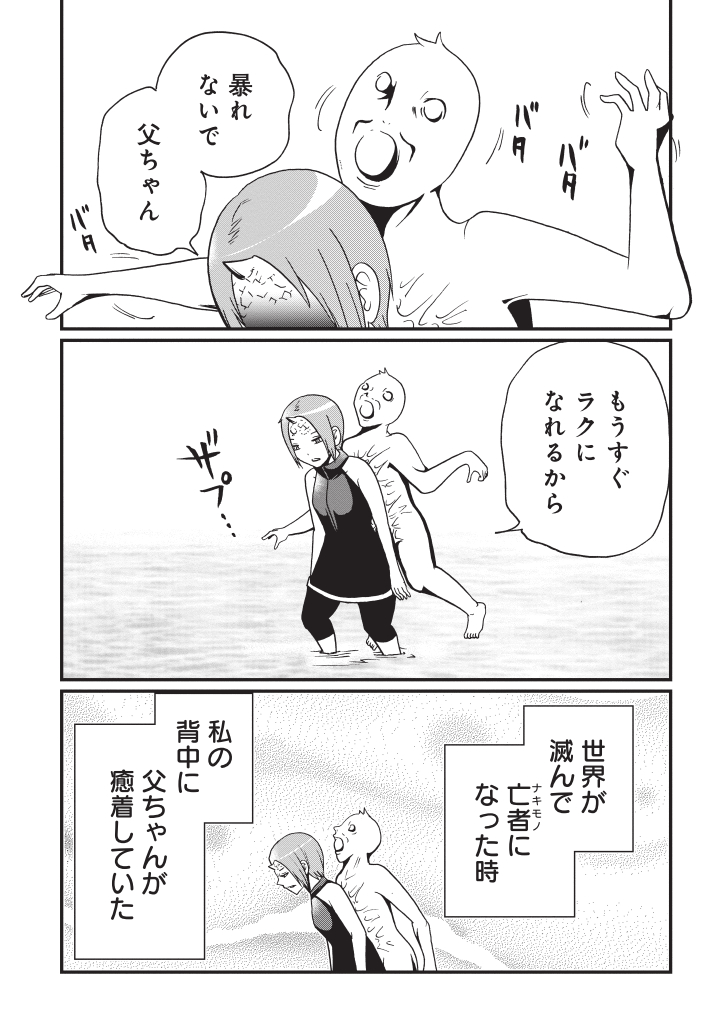 暴れ
ないで
父ちゃん
バタ
バタ
バタ
もうすぐ
ラクに
なれるから
ザプ…
世界が
滅んで
亡者に
ナキモノ
なった時
私の
背中に
父ちゃんが
癒着していた